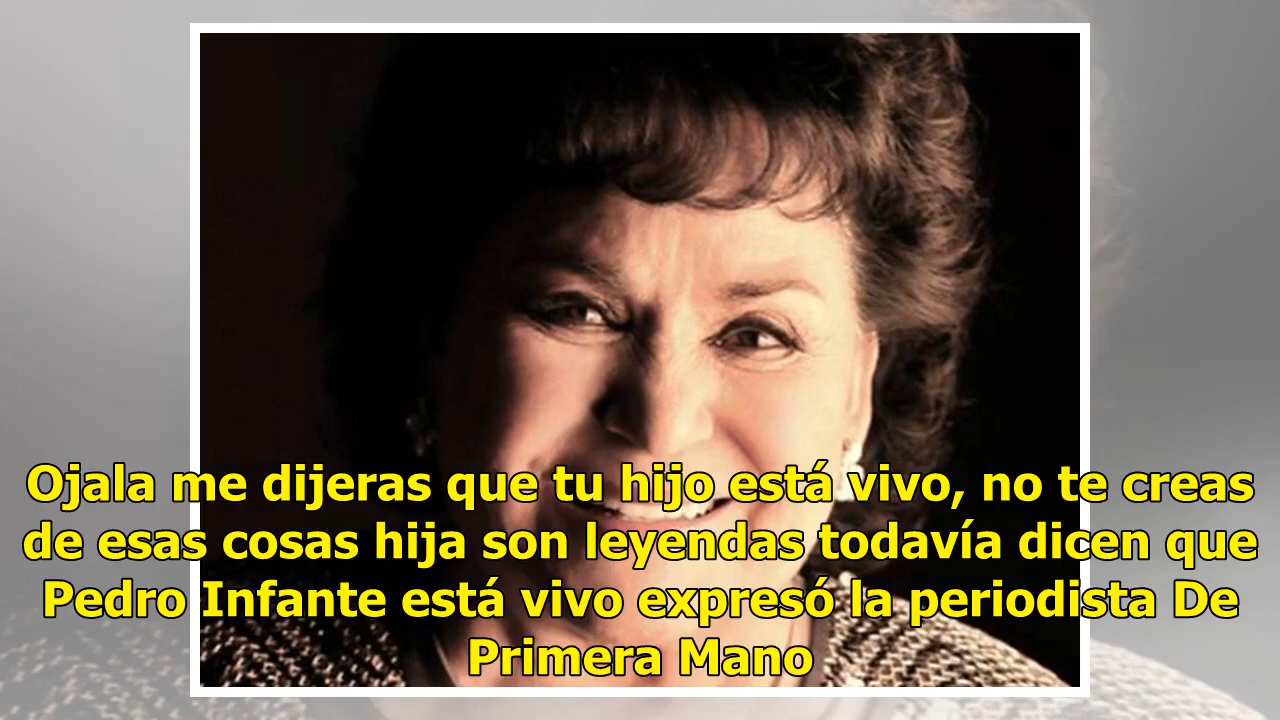 Ojala me dijeras que tu hijo está vivo, no te creas
de esas cosas hija son leyendas todavía dicen que
Pedro Infante está vivo expresó la periodista De
Primera Mano